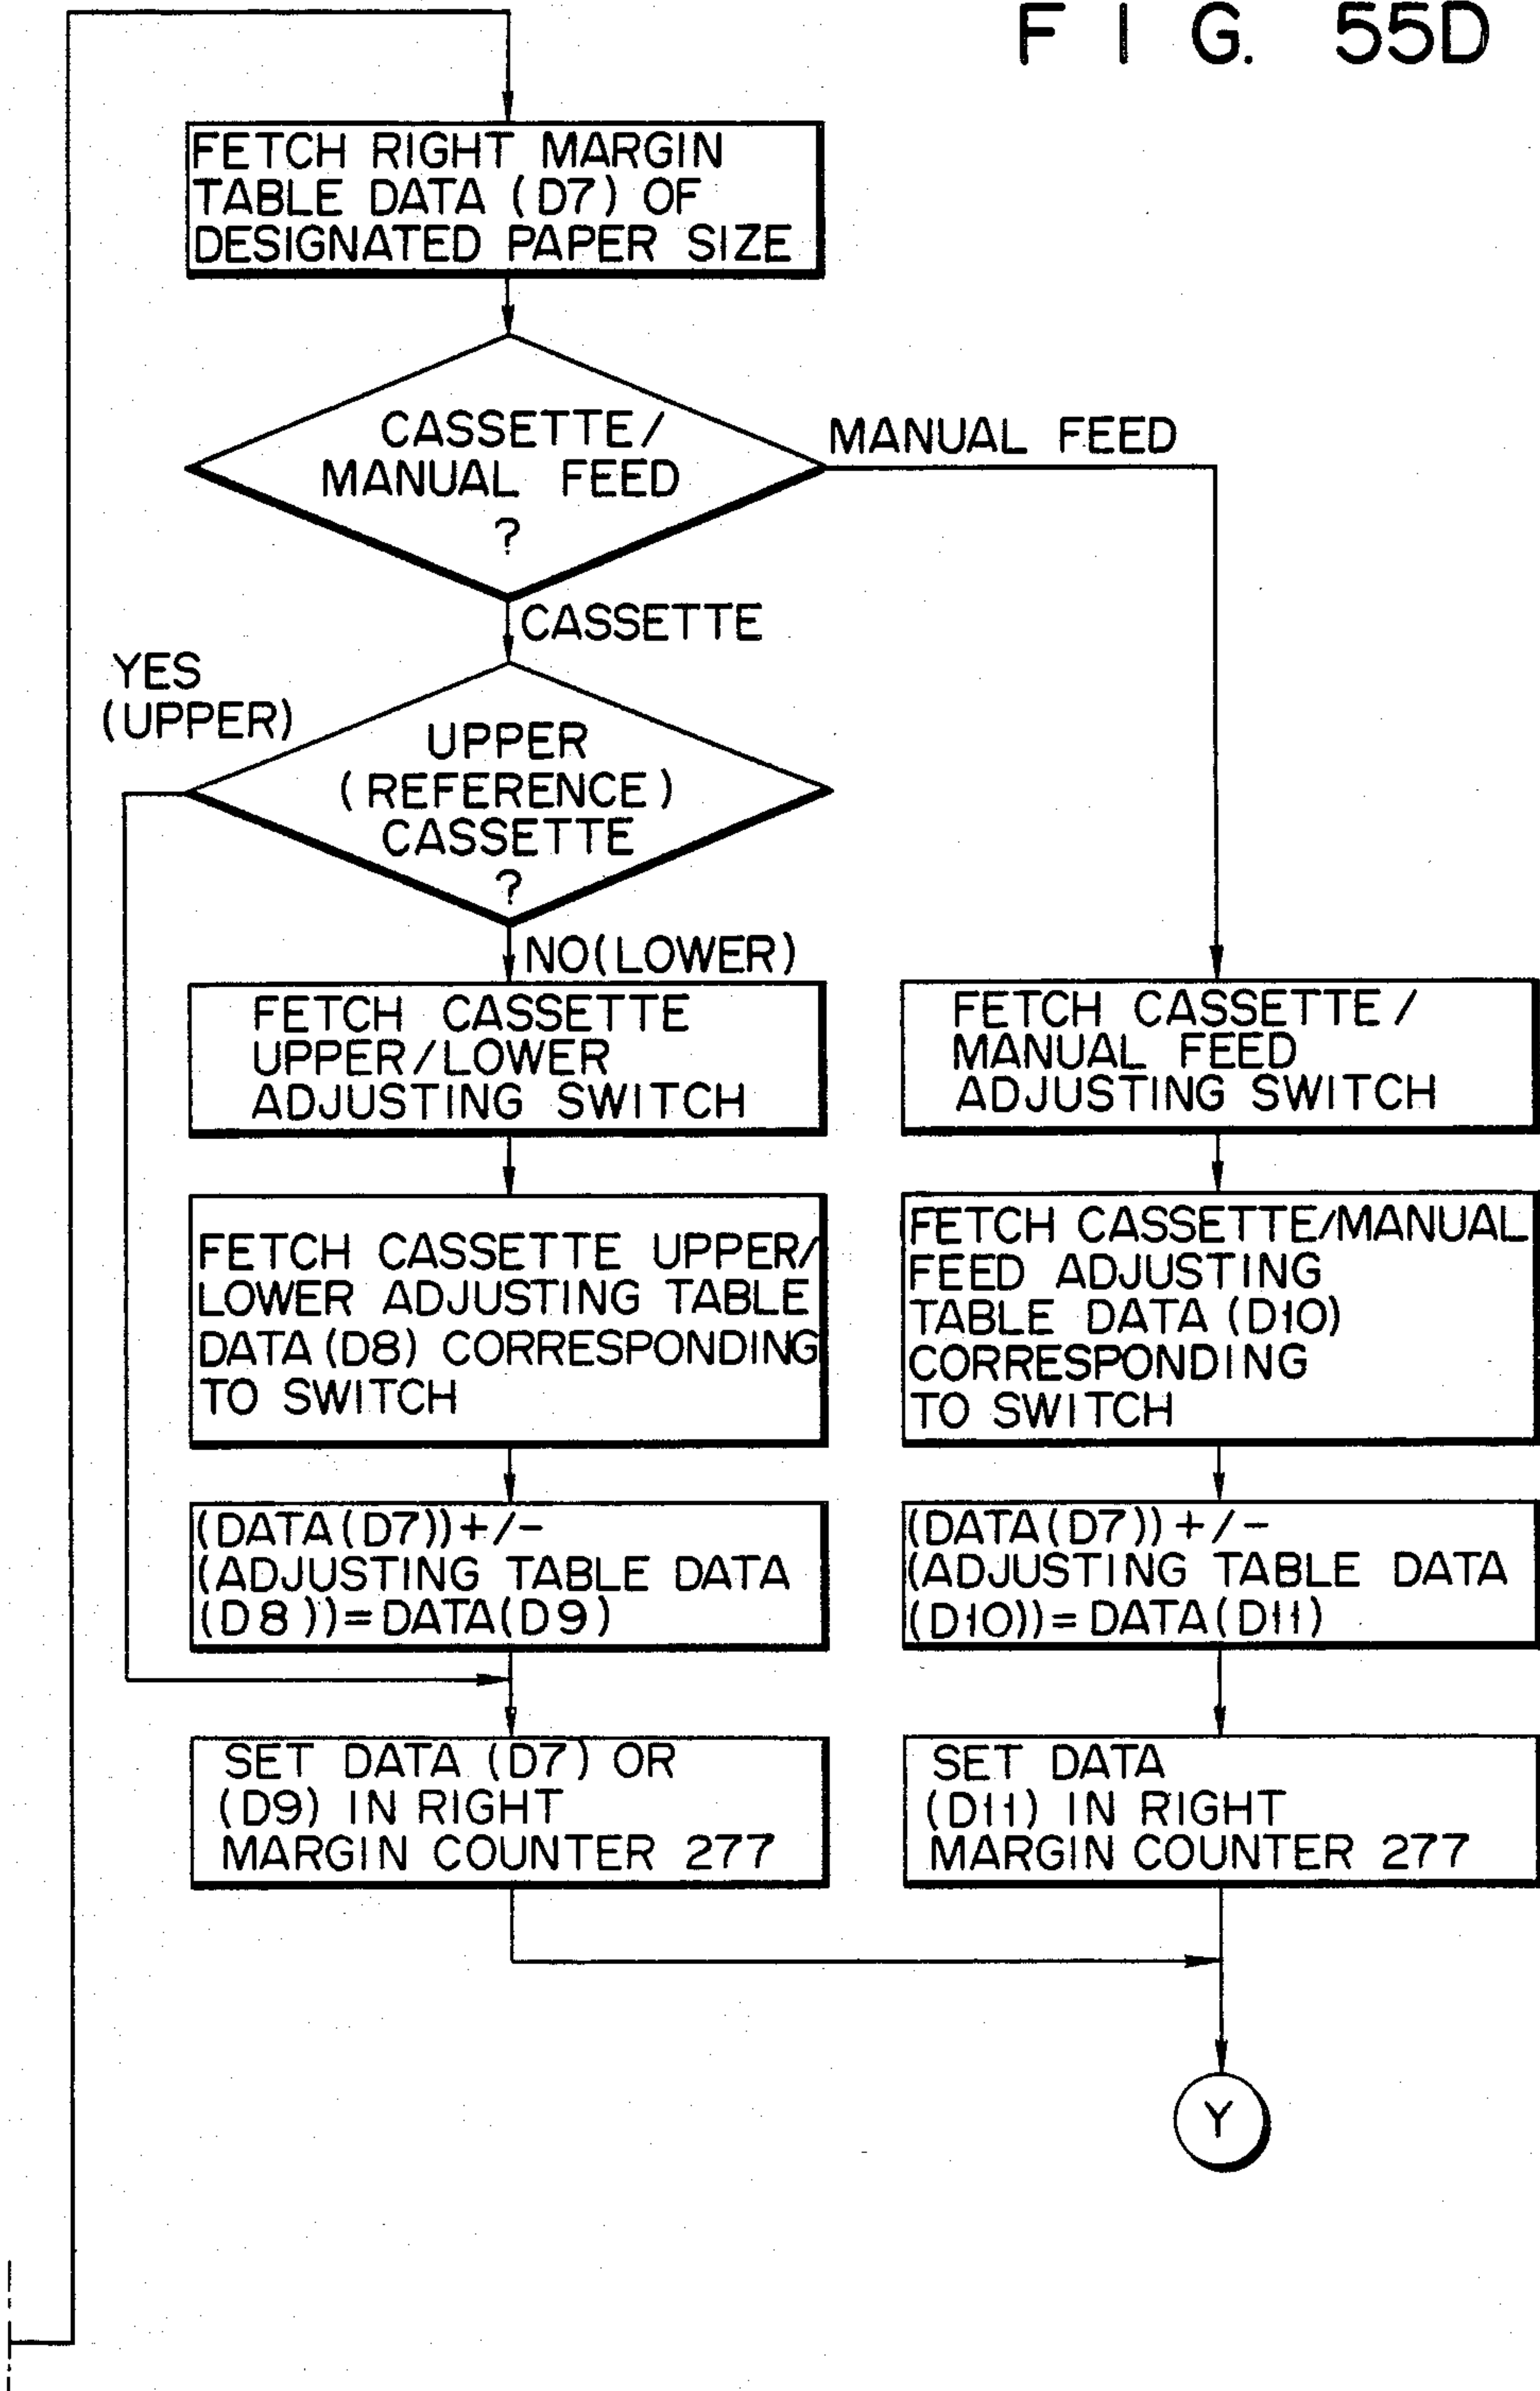 F I G. 55D
FETCH RIGHT MARGIN
TABLE DATA (D7) OF
DESIGNATED PAPER SIZE
CASSETTE/
MANUAL FEED
?
MANUAL FEED
CASSETTE
YES
(UPPER)
UPPER
(REFERENCE)
CASSETTE
?
NO(LOWER)
FETCH CASSETTE
UPPER/LOWER
ADJUSTING SWITCH
FETCH CASSETTE UPPER/
LOWER ADJUSTING TABLE
DATA (D8) CORRESPONDING
TO SWITCH
(DATA(D7))+/-
(ADJUSTING TABLE DATA
(D8))=DATA(D9)
SET DATA (D7) OR
(D9) IN RIGHT
MARGIN COUNTER 277
FETCH CASSETTE/
MANUAL FEED
ADJUSTING SWITCH
FETCH CASSETTE/MANUAL
FEED ADJUSTING
TABLE DATA (D10)
CORRESPONDING
TO SWITCH
(DATA(D7))+/-
(ADJUSTING TABLE DATA
(D10))=DATA(D11)
SET DATA
(D11) IN RIGHT
MARGIN COUNTER 277
Y